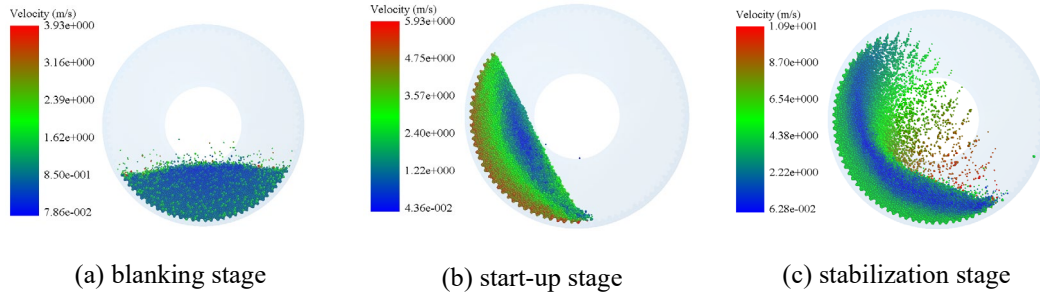 Velocity (m/s)
3.93e+000
3.16e+000
2.39e+000
1.62e+000
8.50e-001
7.86e-002
(a) blanking stage
Velocity (m/s)
5.93e+000
4.75e+000
3.57e+000
2.40e+000
1.22e+000
4.36e-002
(b) start-up stage
Velocity (m/s)
1.09e+001
8.70e+000
6.54e+000
4.38e+000
2.22e+000
6.28e-002
(c) stabilization stage